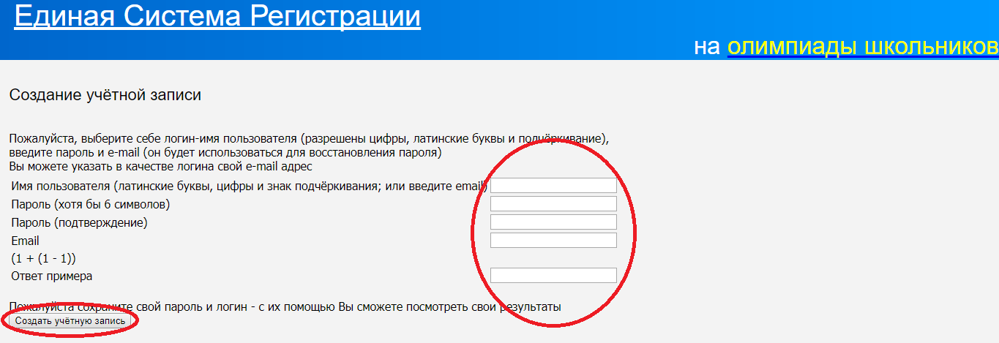 Единая Система Регистрации
на олимпиады школьников
Создание учётной записи
Пожалуйста, выберите себе логин-имя пользователя (разрешены цифры, латинские буквы и подчёркивание),
введите пароль и e-mail (он будет использоваться для восстановления пароля)
Вы можете указать в качестве логина свой e-mail адрес
Имя пользователя (латинские буквы, цифры и знак подчёркивания; или введите email)
Пароль (хотя бы 6 символов)
Пароль (подтверждение)
Email
(1 + (1 - 1))
Ответ примера
Пожалуйста сохраните свой пароль и логин - с их помощью Вы сможете посмотреть свои результаты
Создать учётную запись